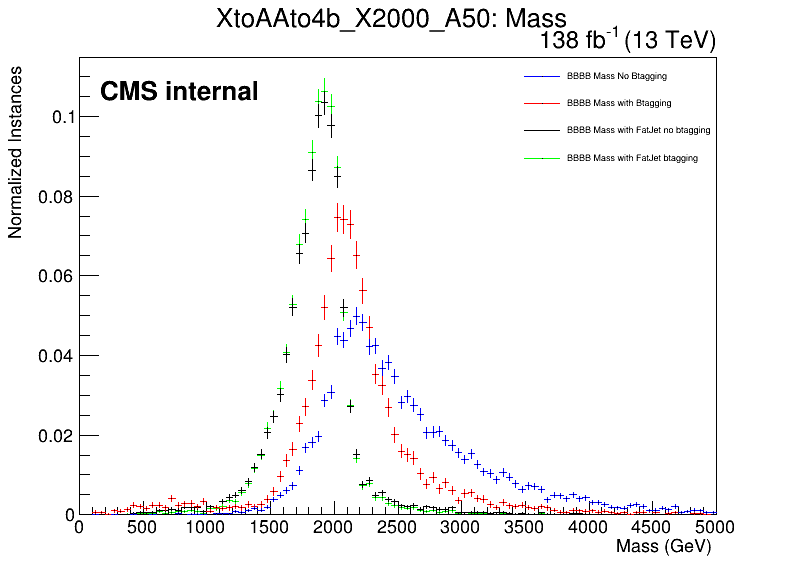 XtoAAto4b_X2000_A50: Mass
138 fb-1 (13 TeV)
CMS internal
BBBB Mass No Btagging
BBBB Mass with Btagging
BBBB Mass with FatJet no btagging
BBBB Mass with FatJet btagging
Normalized Instances
0.1
0.08
0.06
0.04
0.02
0
0 500 1000 1500 2000 2500 3000 3500 4000 4500 5000
Mass (GeV)